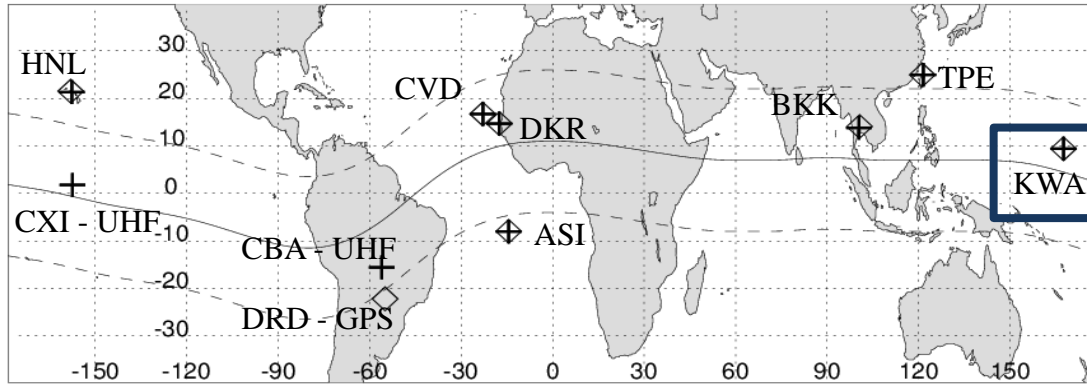 30
HNL
20
CVD
DKR
BKK
TPE
10
0
KWA
CXI - UHF
CBA - UHF
ASI
-10
-20
DRD - GPS
-30
-150 -120 -90 -60 -30 0 30 60 90 120 150